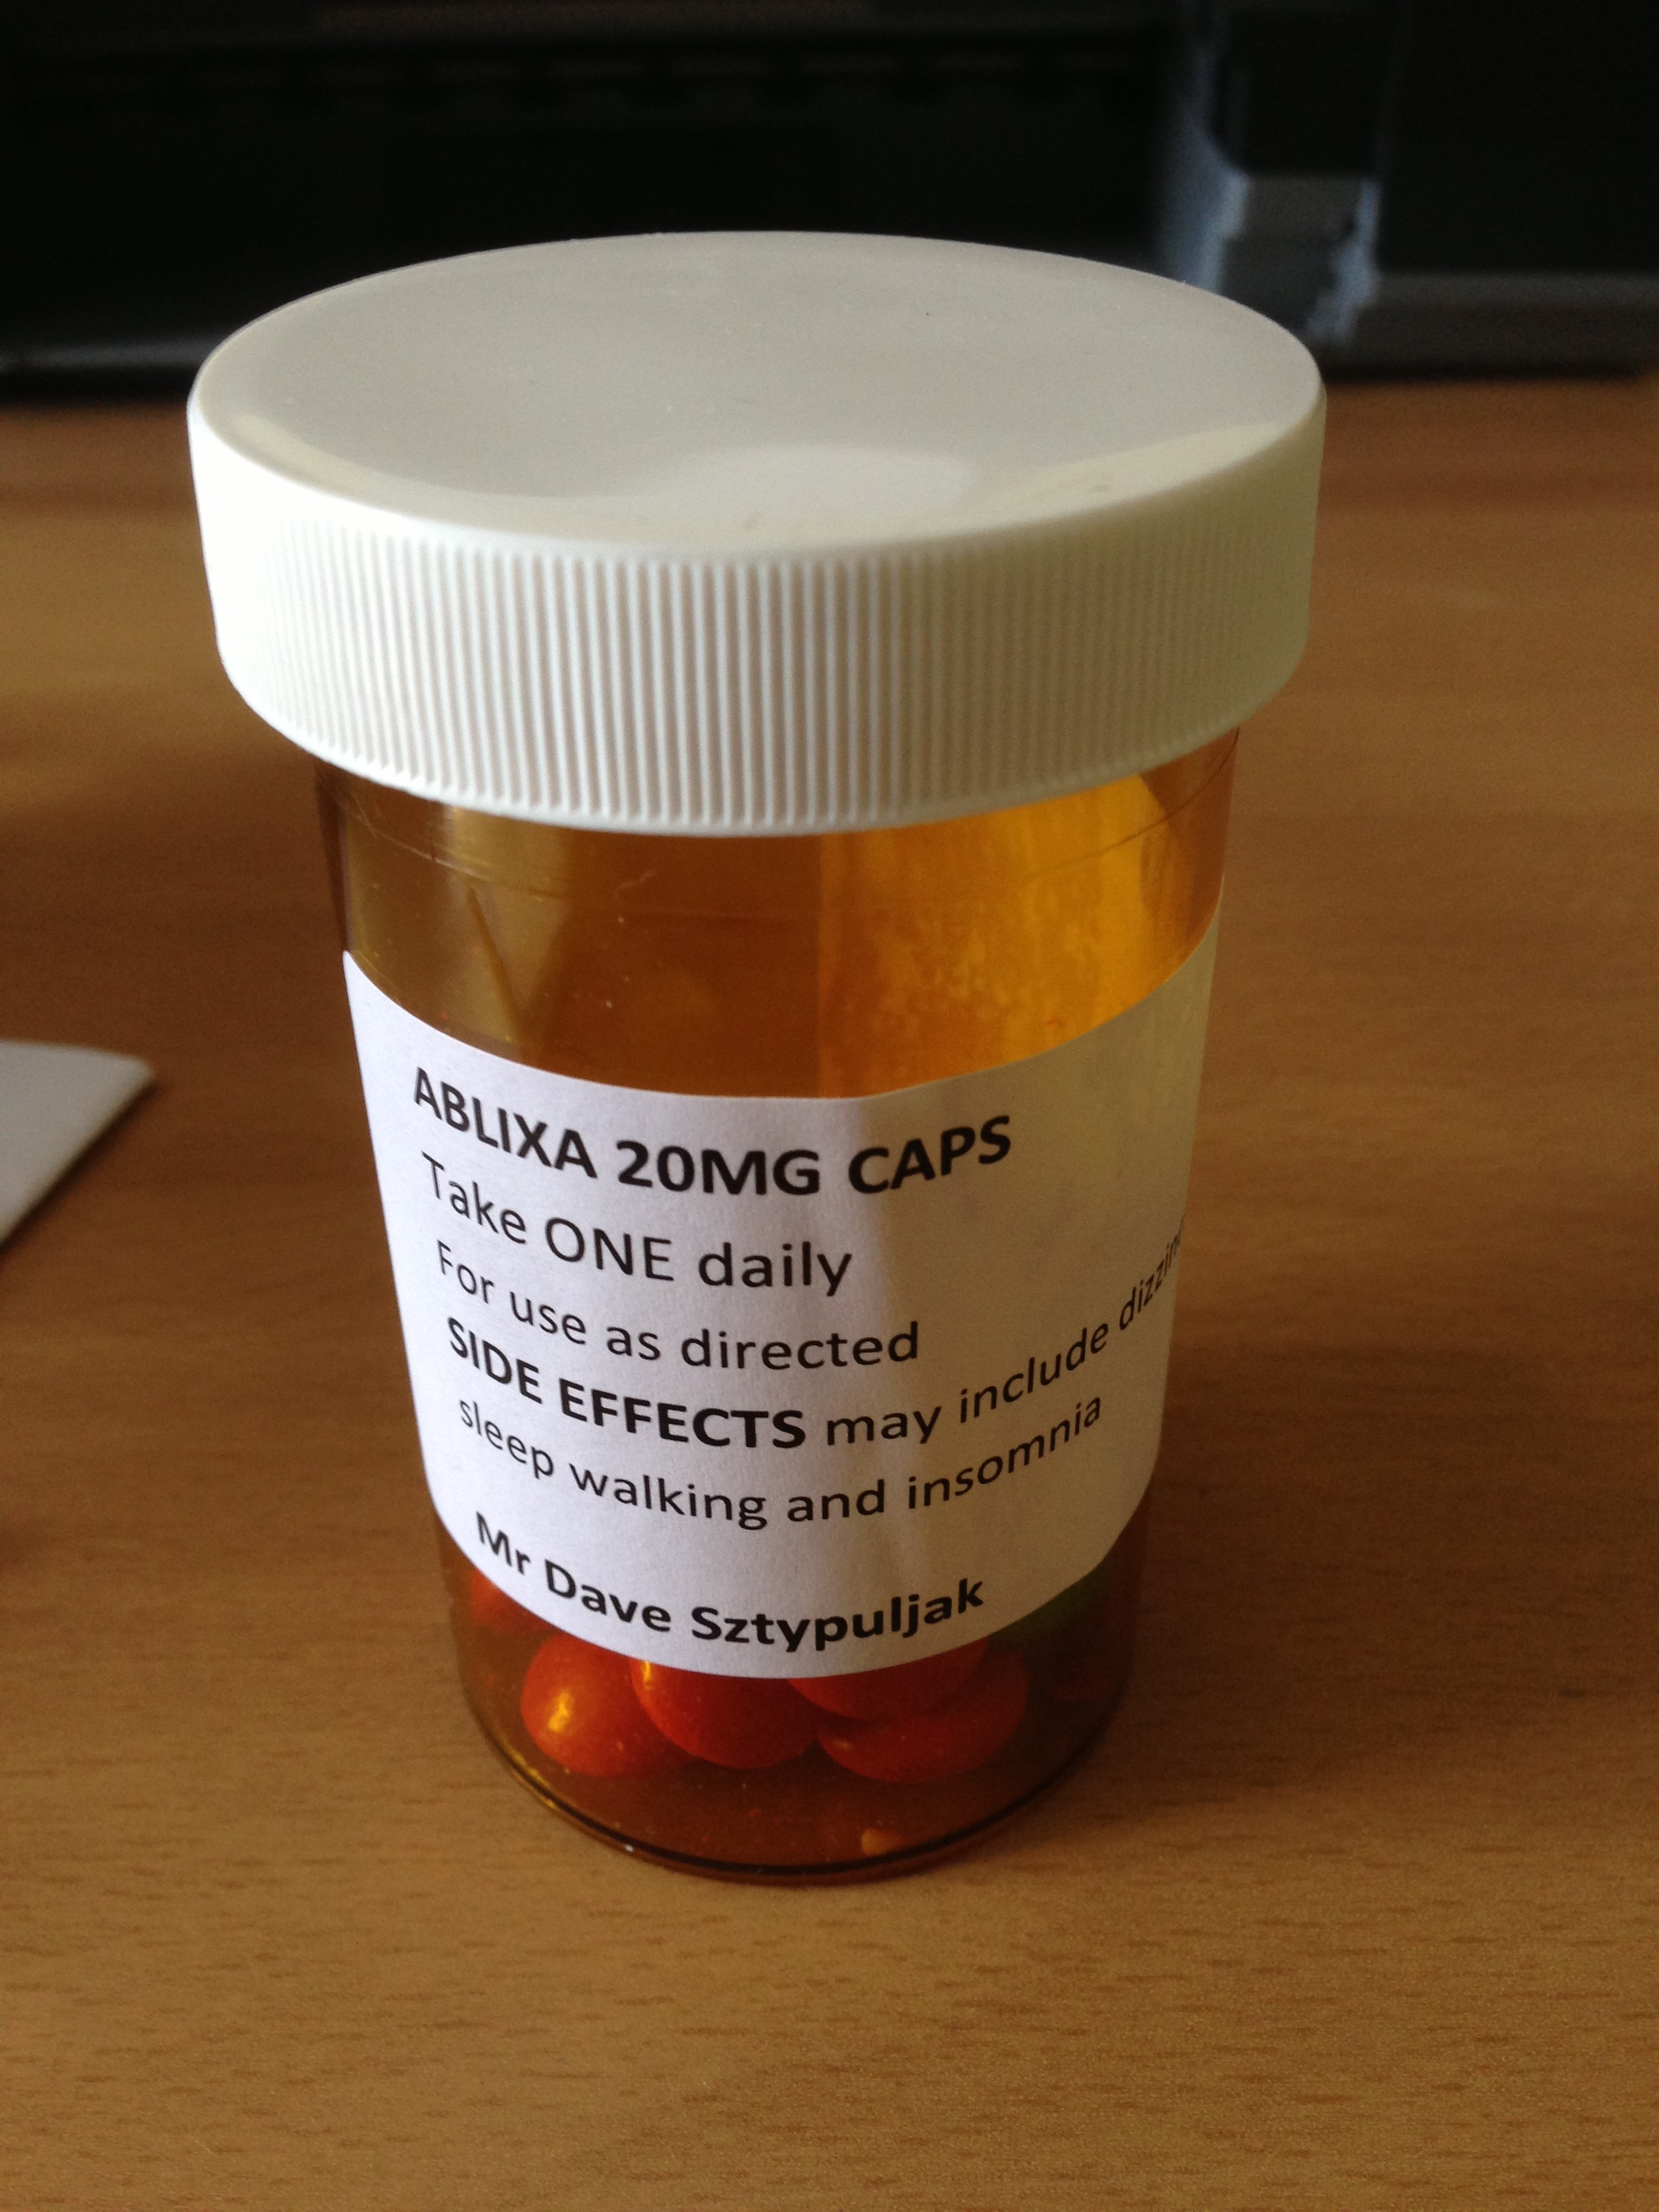 ABLIXA 20MG CAPS
Take ONE daily
For use as directed
SIDE EFFECTS may include
sleep walking and insomnia
Mr Dave Sztypuljak